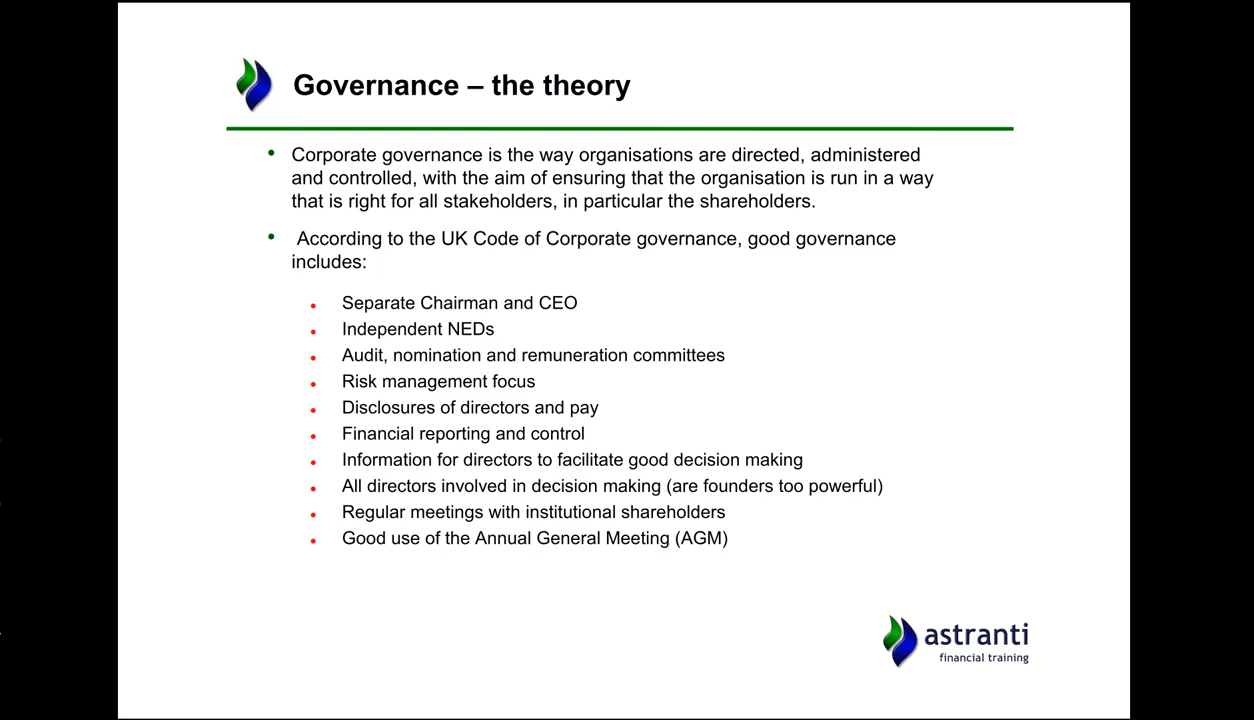 Governance – the theory
Corporate governance is the way organisations are directed, administered
and controlled, with the aim of ensuring that the organisation is run in a way
that is right for all stakeholders, in particular the shareholders.
According to the UK Code of Corporate governance, good governance
includes:
Separate Chairman and CEO
Independent NEDs
Audit, nomination and remuneration committees
Risk management focus
Disclosures of directors and pay
Financial reporting and control
Information for directors to facilitate good decision making
All directors involved in decision making (are founders too powerful)
Regular meetings with institutional shareholders
Good use of the Annual General Meeting (AGM)
astranti
financial training